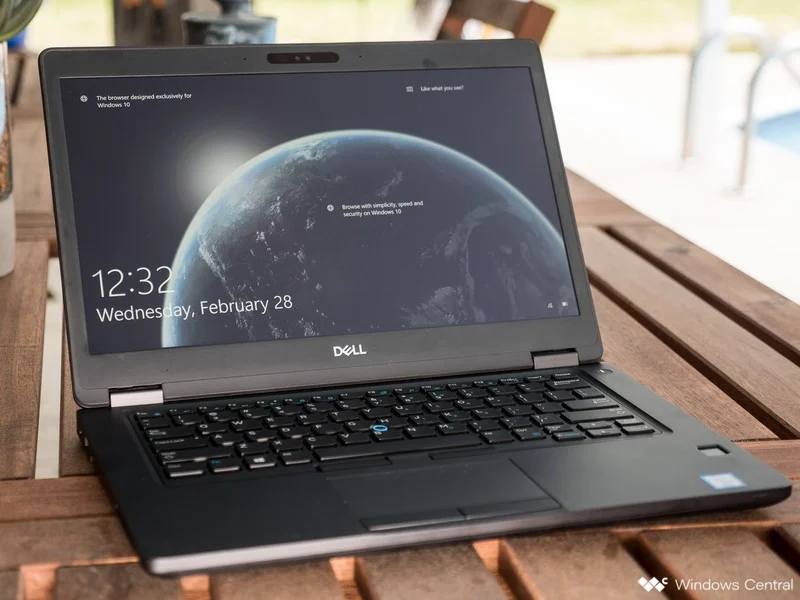 The browser designed exclusively for
Windows 10
Like what you see?
Browse with simplicity, speed and
security on Windows 10
12:32
Wednesday, February 28
DELL
Windows Central